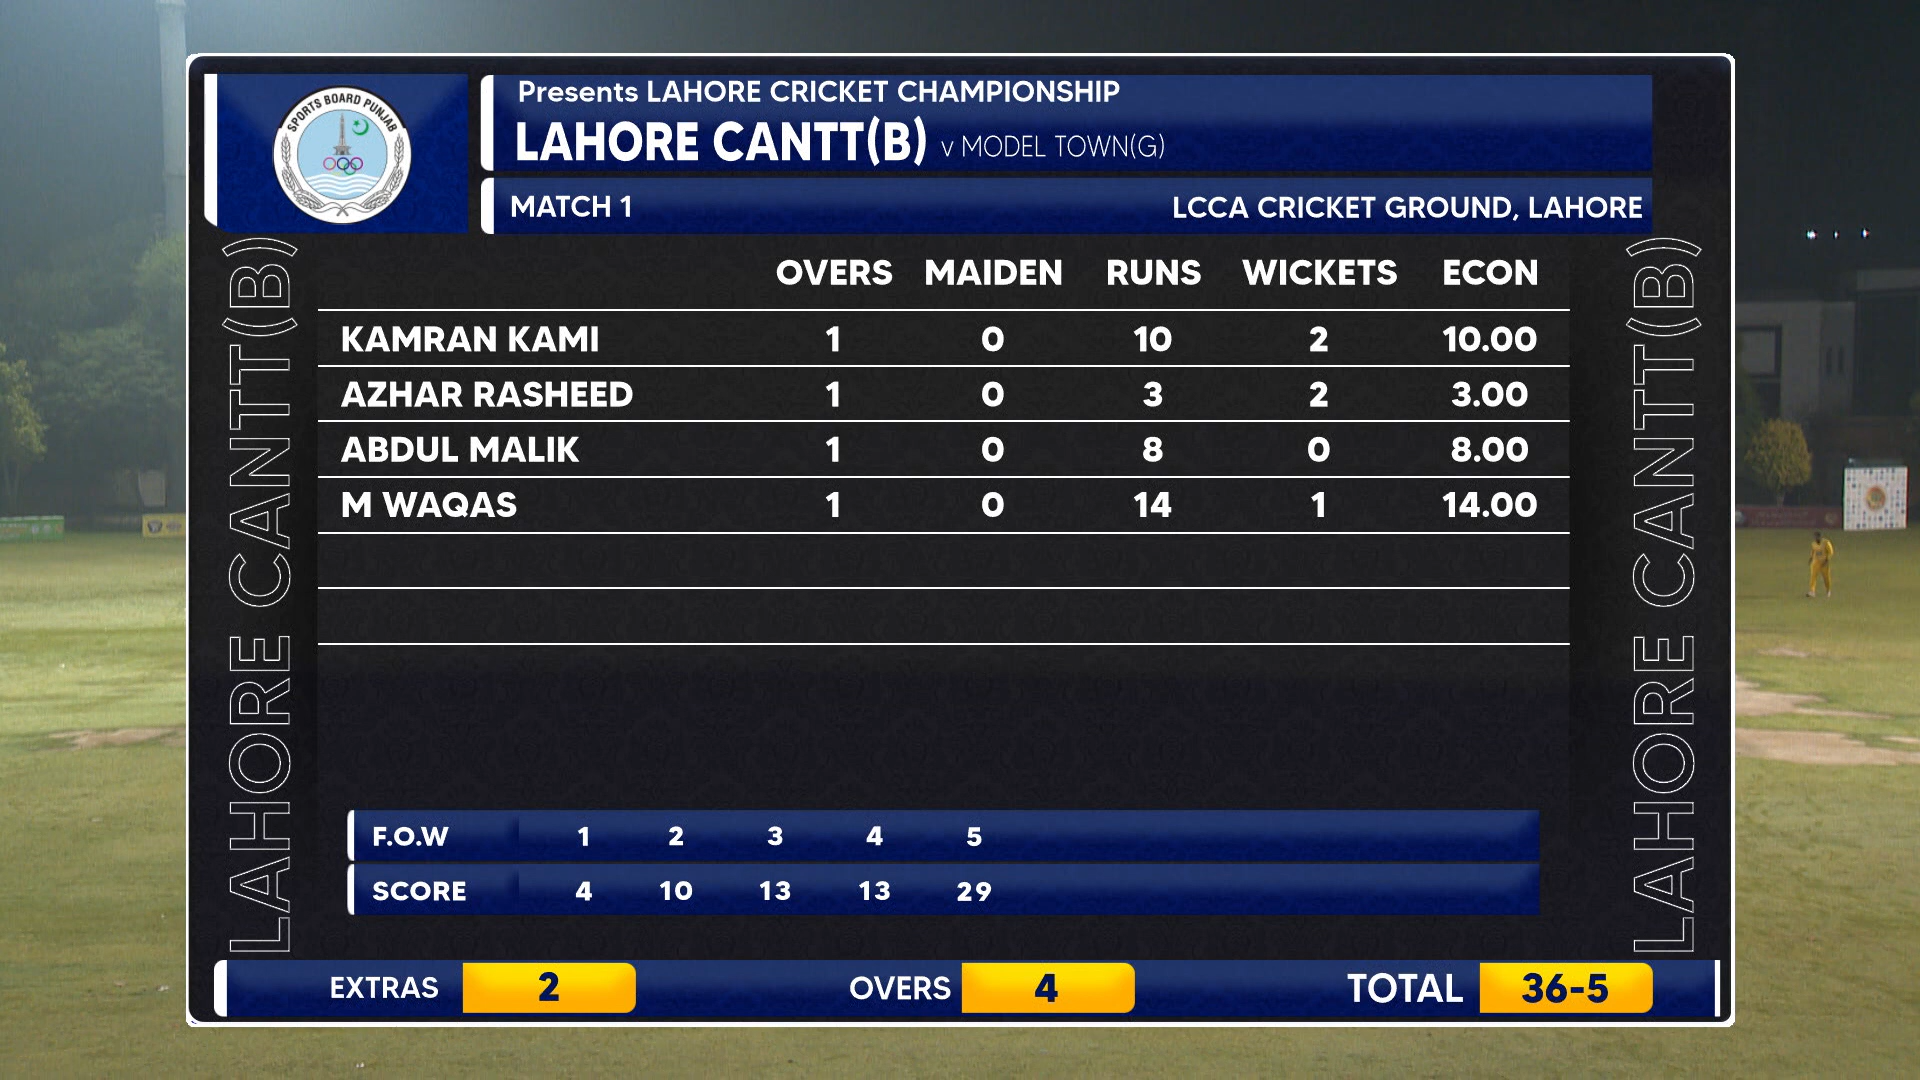 SPORTS BOARD PUNJAB
Presents LAHORE CRICKET CHAMPIONSHIP
LAHORE CANTT(B) v MODEL TOWN(G)
MATCH 1 LCCA CRICKET GROUND, LAHORE
LAHORE CANTT(B)
OVERS MAIDEN RUNS WICKETS ECON
KAMRAN KAMI 1 0 10 2 10.00
AZHAR RASHEED 1 0 3 2 3.00
ABDUL MALIK 1 0 8 0 8.00
M WAQAS 1 0 14 1 14.00
LAHORE CANTT(B)
F.O.W 1 2 3 4 5
SCORE 4 10 13 13 29
EXTRAS 2 OVERS 4 TOTAL 36-5